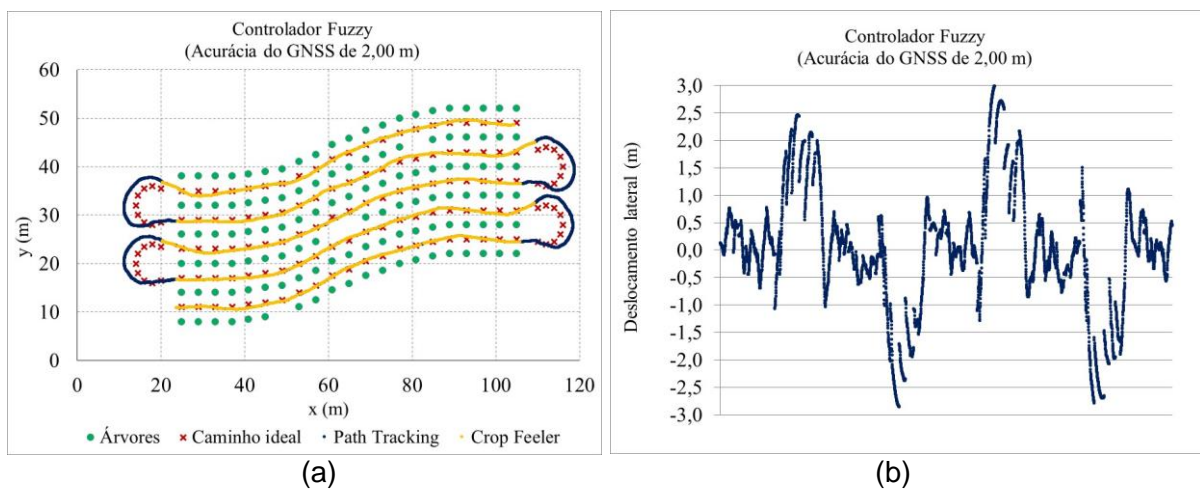 Controlador Fuzzy
(Acurácia do GNSS de 2,00 m)
60
50
40
30
20
10
0
y (m)
0 20 40 60 80 100 120
x (m)
Árvores Caminho ideal Path Tracking Crop Feeler
(a)
Controlador Fuzzy
(Acurácia do GNSS de 2,00 m)
Deslocamento lateral (m)
3,0
2,5
2,0
1,5
1,0
0,5
0,0
-0,5
-1,0
-1,5
-2,0
-2,5
-3,0
(b)